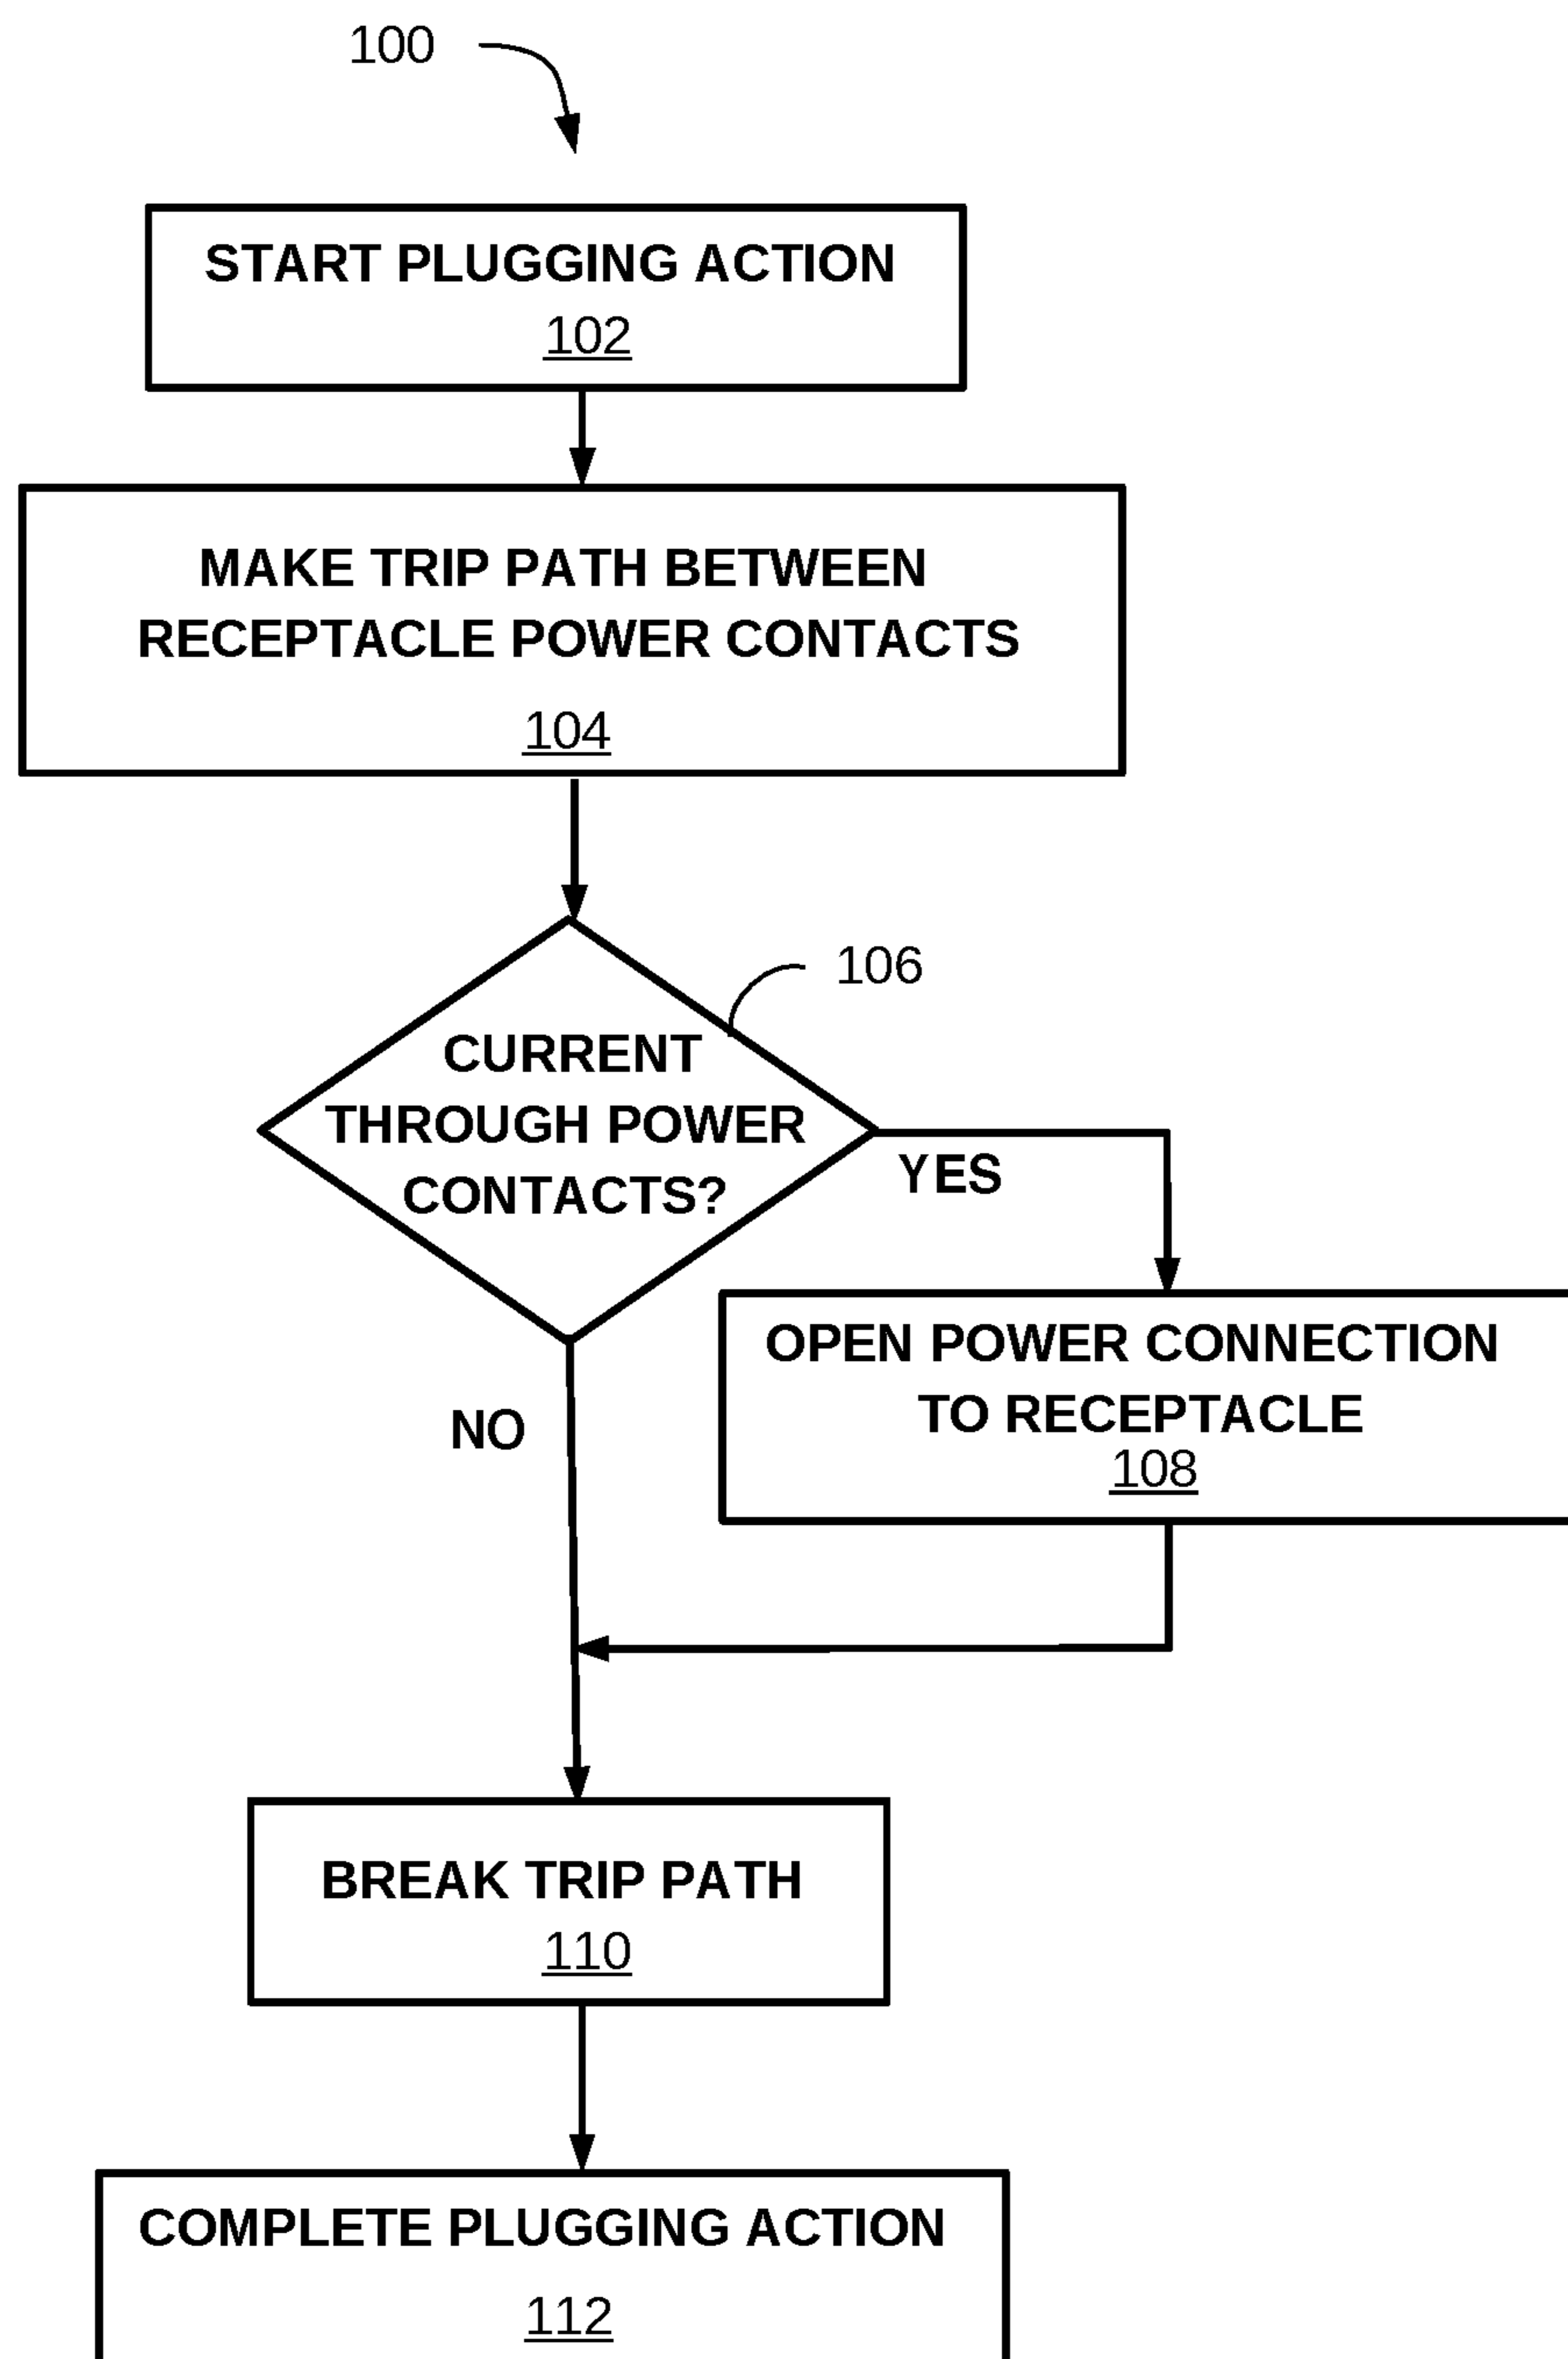 100
START PLUGGING ACTION
102
MAKE TRIP PATH BETWEEN
RECEPTACLE POWER CONTACTS
104
106
CURRENT
THROUGH POWER
CONTACTS?
YES
OPEN POWER CONNECTION
TO RECEPTACLE
108
NO
BREAK TRIP PATH
110
COMPLETE PLUGGING ACTION
112